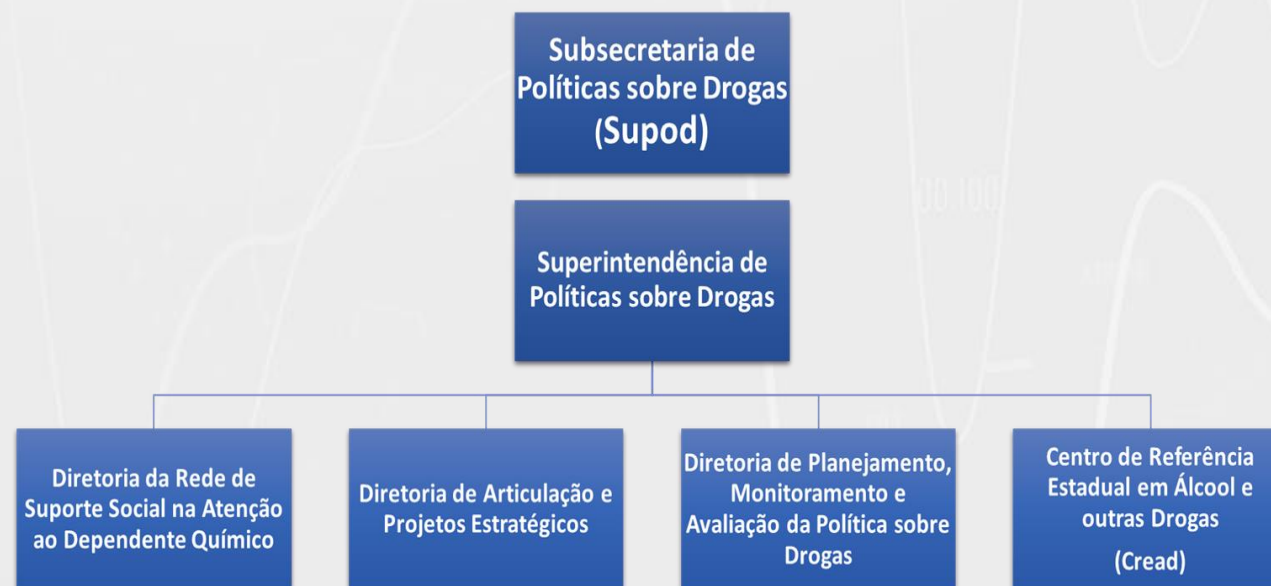 Subsecretaria de
Políticas sobre Drogas
(Supod)
Superintendência de
Políticas sobre Drogas
Diretoria da Rede de
Suporte Social na Atenção
ao Dependente Químico
Diretoria de Articulação e
Projetos Estratégicos
Diretoria de Planejamento,
Monitoramento e
Avaliação da Política sobre
Drogas
Centro de Referência
Estadual em Álcool e
outras Drogas
(Cread)